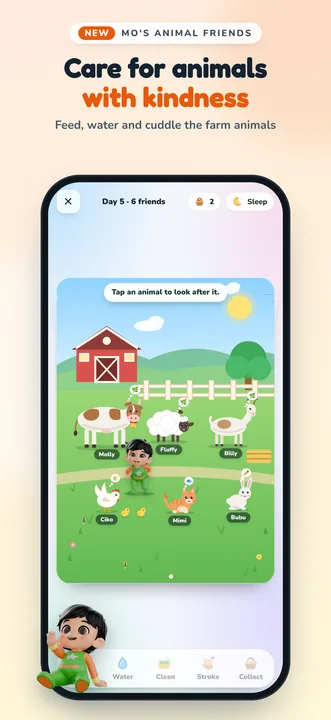 NEW MO'S ANIMAL FRIENDS
Care for animals
with kindness
Feed, water and cuddle the farm animals
Day 5 · 6 friends
2
Sleep
Tap an animal to look after it.
Molly
Fluffy
Billy
Ciko
Mimi
Bubu
Water
Clean
Stroke
Collect